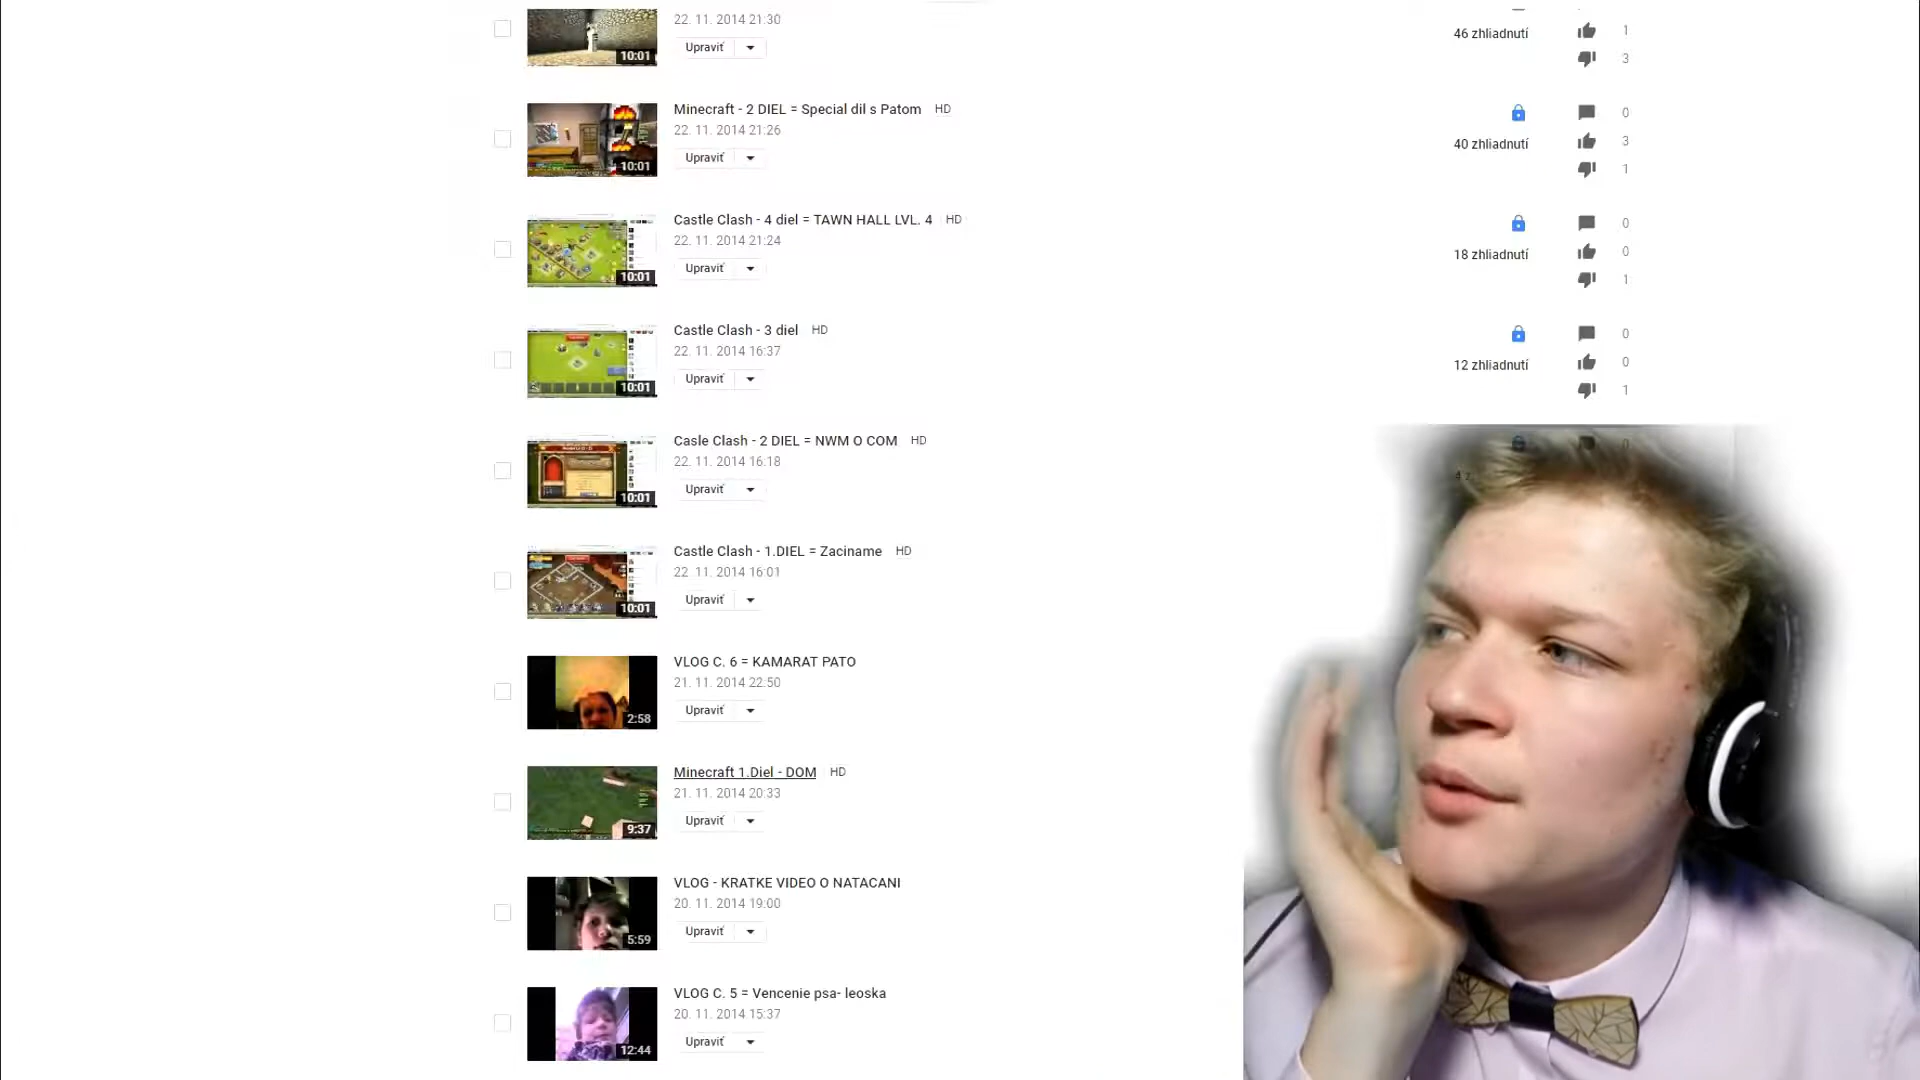 22. 11. 2014 21:30
46 zhliadnutí
1
Upraviť
10:01
3
Minecraft - 2 DIEL = Special dil s Patom HD
0
22. 11. 2014 21:26
40 zhliadnutí
3
Upraviť
10:01
1
Castle Clash - 4 diel = TAWN HALL LVL. 4 HD
0
22. 11. 2014 21:24
18 zhliadnutí
0
Upraviť
10:01
1
Castle Clash - 3 diel HD
0
22. 11. 2014 16:37
12 zhliadnutí
0
Upraviť
10:01
1
Casle Clash - 2 DIEL = NWM O COM HD
0
22. 11. 2014 16:18
4 z
Upraviť
10:01
Castle Clash - 1.DIEL = Zaciname HD
22. 11. 2014 16:01
Upraviť
10:01
VLOG C. 6 = KAMARAT PATO
21. 11. 2014 22:50
Upraviť
2:58
Minecraft 1.Diel - DOM HD
21. 11. 2014 20:33
Upraviť
9:37
VLOG - KRATKE VIDEO O NATACANI
20. 11. 2014 19:00
Upraviť
5:59
VLOG C. 5 = Vencenie psa- leoska
20. 11. 2014 15:37
Upraviť
12:44